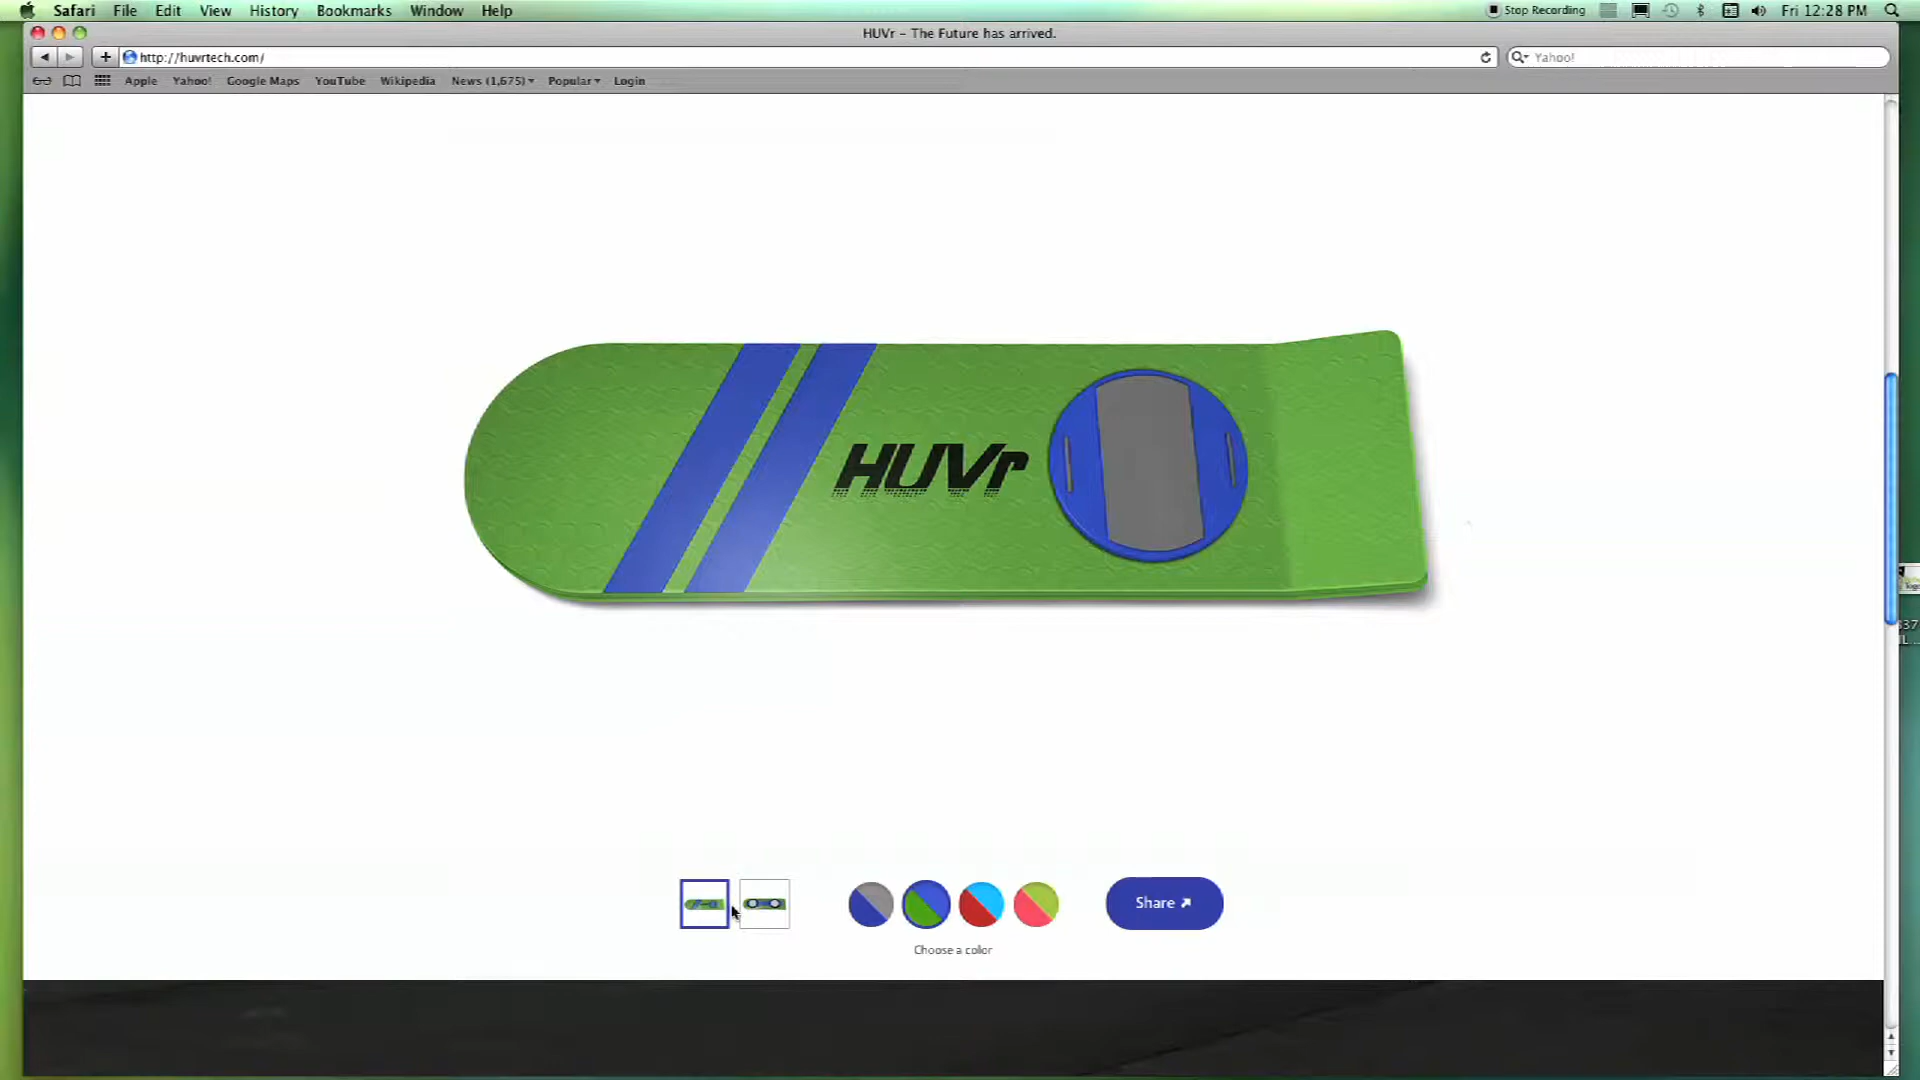 Safari File Edit View History Bookmarks Window Help Stop Recording Fri 12:28 PM
HUVr – The Future has arrived.
http://huvrtech.com/ Yahoo!
Apple Yahoo! Google Maps YouTube Wikipedia News (1,675) Popular Login
HUVr
Share
Choose a color